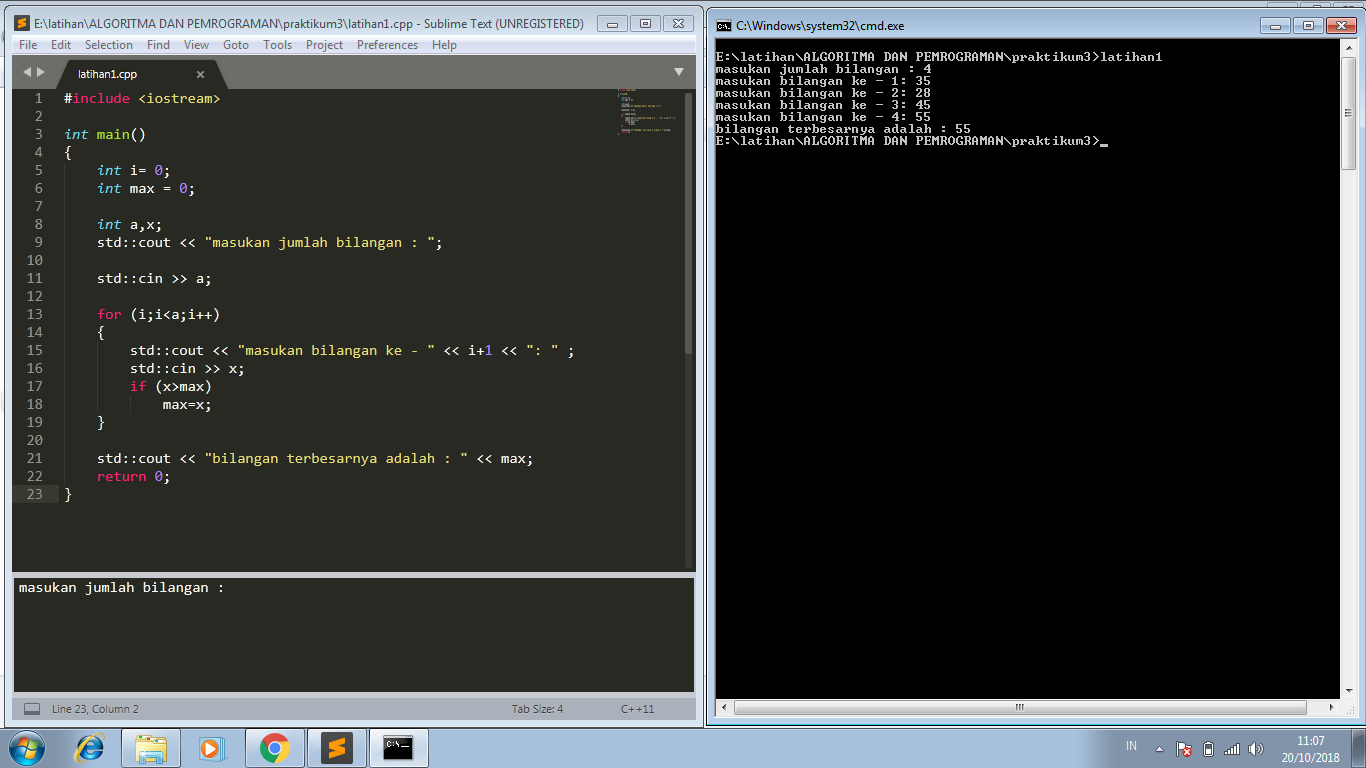 E:\latihan\ALGORITMA DAN PEMROGRAMAN\praktikum3\latihan1.cpp - Sublime Text (UNREGISTERED)
File Edit Selection Find View Goto Tools Project Preferences Help
latihan1.cpp
1 #include <iostream>
2
3 int main()
4 {
5 int i= 0;
6 int max = 0;
7
8 int a,x;
9 std::cout << "masukan jumlah bilangan : ";
10
11 std::cin >> a;
12
13 for (i;i<a;i++)
14 {
15 std::cout << "masukan bilangan ke - " << i+1 << ": " ;
16 std::cin >> x;
17 if (x>max)
18 max=x;
19 }
20
21 std::cout << "bilangan terbesarnya adalah : " << max;
22 return 0;
23 }
masukan jumlah bilangan :
Line 23, Column 2 Tab Size: 4 C++11
C:\Windows\system32\cmd.exe
E:\latihan\ALGORITMA DAN PEMROGRAMAN\praktikum3>latihan1
masukan jumlah bilangan : 4
masukan bilangan ke - 1: 35
masukan bilangan ke - 2: 28
masukan bilangan ke - 3: 45
masukan bilangan ke - 4: 55
bilangan terbesarnya adalah : 55
E:\latihan\ALGORITMA DAN PEMROGRAMAN\praktikum3>_
IN
11:07
20/10/2018